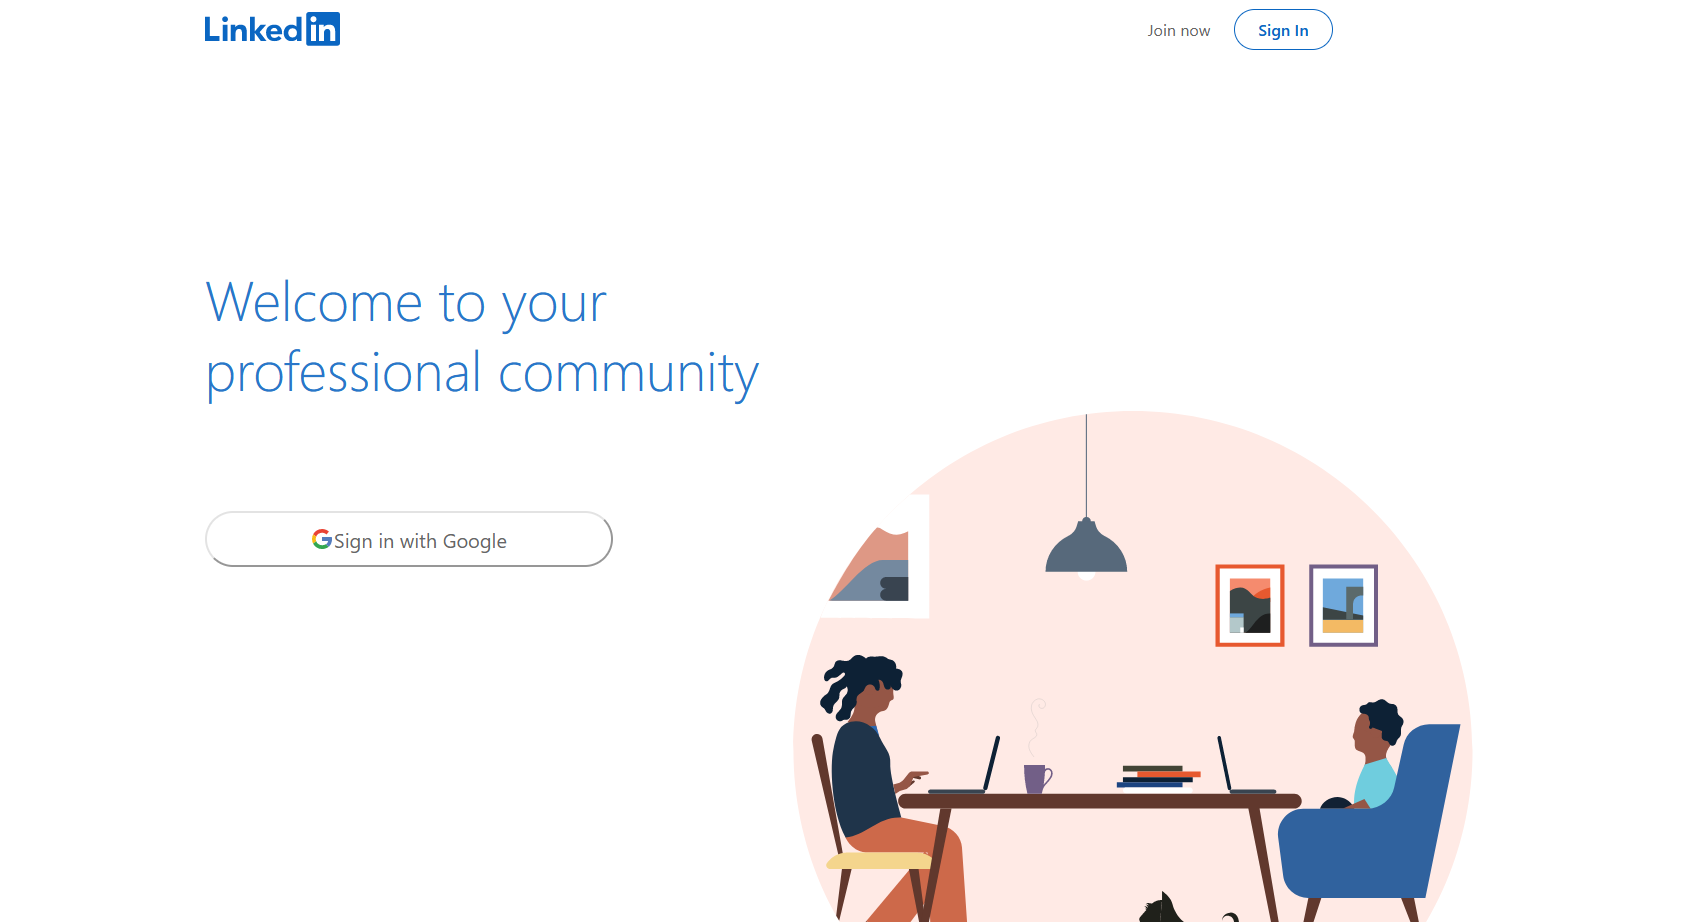 LinkedIn
Join now
Sign In
Welcome to your
professional community
Sign in with Google